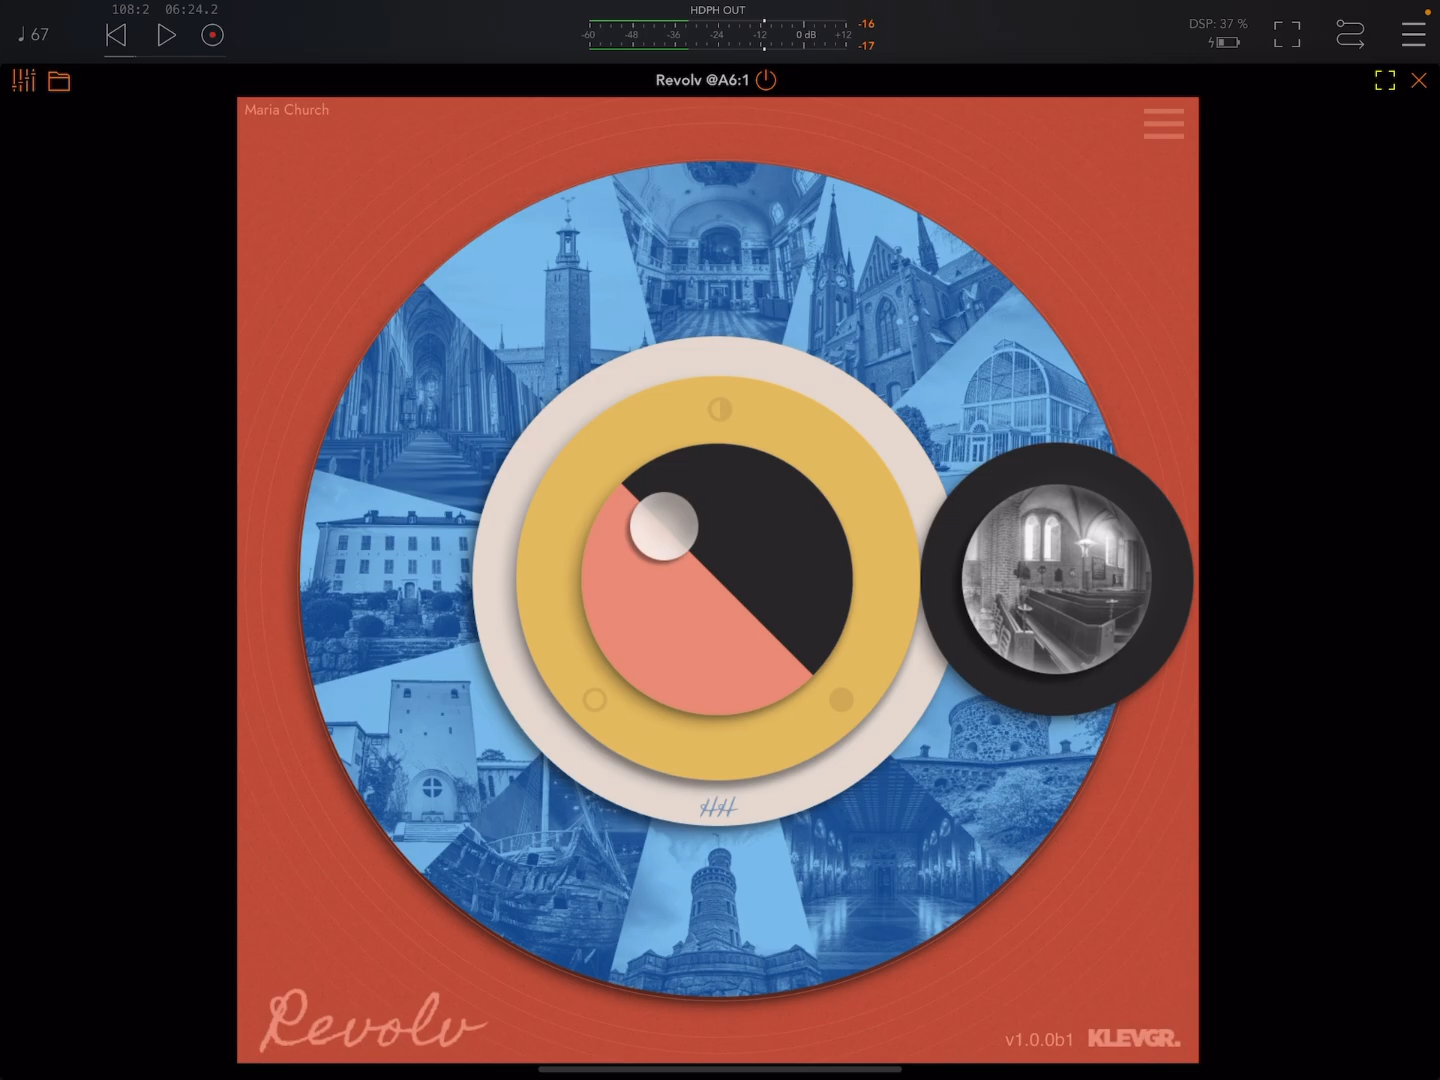 108:2 06:24.2
♩67
HDPH OUT
-60 -48 -36 -24 -12 0 dB +12
-16
-17
DSP: 37 %
Revolv @A6:1
Maria Church
HH
Revolv
v1.0.0b1 KLEVGR.